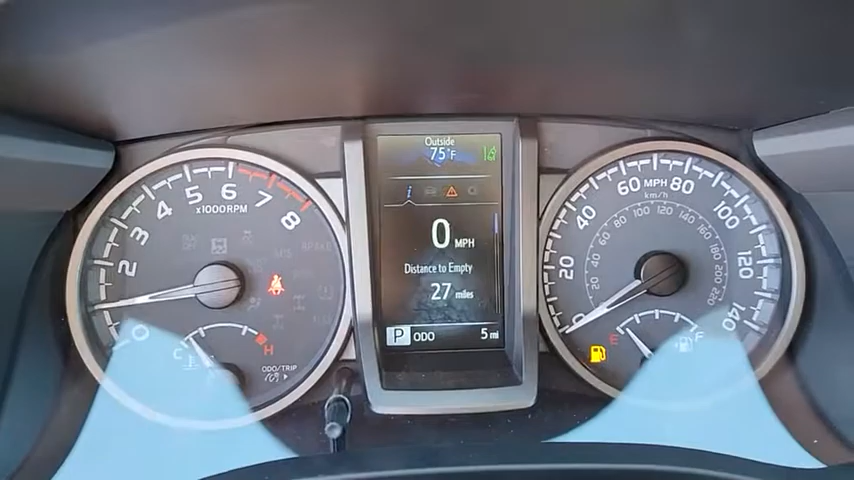 Outside
75°F
0 MPH
Distance to Empty
27 miles
P ODO 5 mi
0 1 2 3 4 5 6 7 8
x1000RPM
C H
ODO/TRIP
0 20 40 60 80 100 120 140
MPH
km/h
20 40 60 80 100 120 140 160 180 200 220
E F